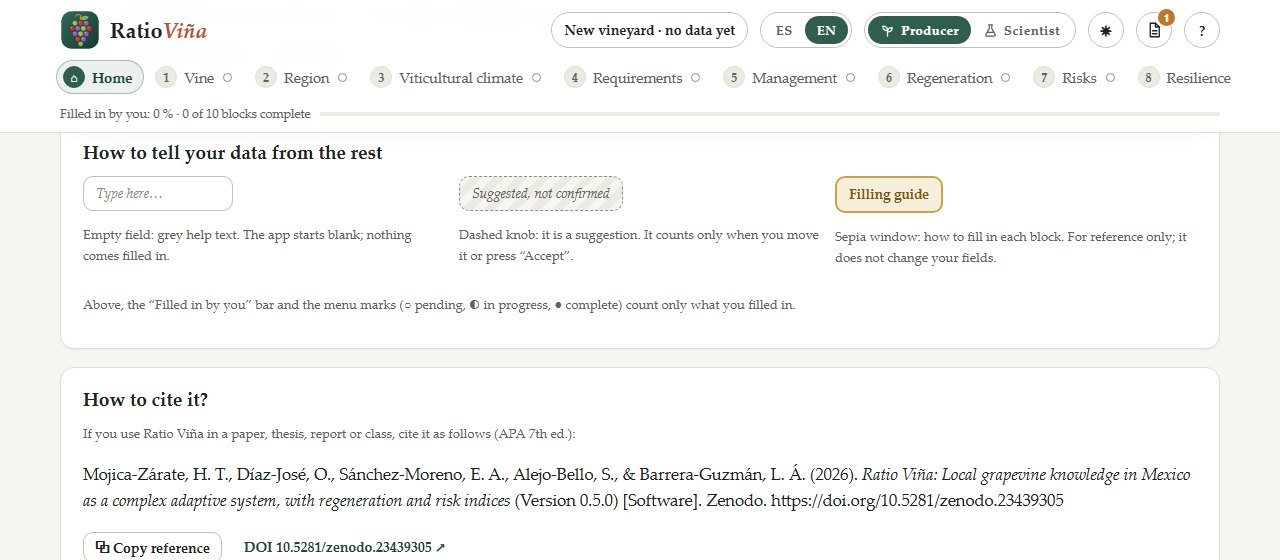 RatioViña
New vineyard · no data yet
ES
EN
Producer
Scientist
1
?
Home
1 Vine
2 Region
3 Viticultural climate
4 Requirements
5 Management
6 Regeneration
7 Risks
8 Resilience
Filled in by you: 0 % · 0 of 10 blocks complete
How to tell your data from the rest
Type here...
Suggested, not confirmed
Filling guide
Empty field: grey help text. The app starts blank; nothing
comes filled in.
Dashed knob: it is a suggestion. It counts only when you move
it or press “Accept”.
Sepia window: how to fill in each block. For reference only; it
does not change your fields.
Above, the “Filled in by you” bar and the menu marks (○ pending, ◐ in progress, ● complete) count only what you filled in.
How to cite it?
If you use Ratio Viña in a paper, thesis, report or class, cite it as follows (APA 7th ed.):
Mojica-Zárate, H. T., Díaz-José, O., Sánchez-Moreno, E. A., Alejo-Bello, S., & Barrera-Guzmán, L. Á. (2026). Ratio Viña: Local grapevine knowledge in Mexico
as a complex adaptive system, with regeneration and risk indices (Version 0.5.0) [Software]. Zenodo. https://doi.org/10.5281/zenodo.23439305
Copy reference
DOI 10.5281/zenodo.23439305 ↗